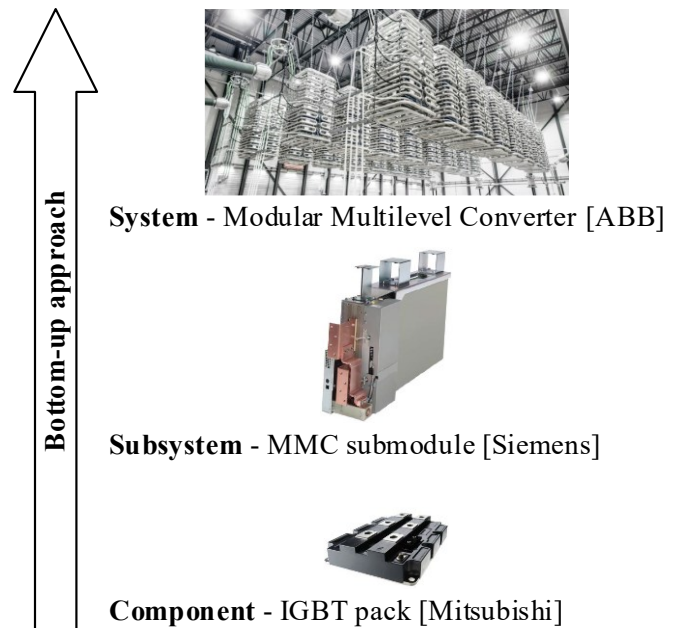 System - Modular Multilevel Converter [ABB]
Bottom-up approach
Subsystem - MMC submodule [Siemens]
Component - IGBT pack [Mitsubishi]